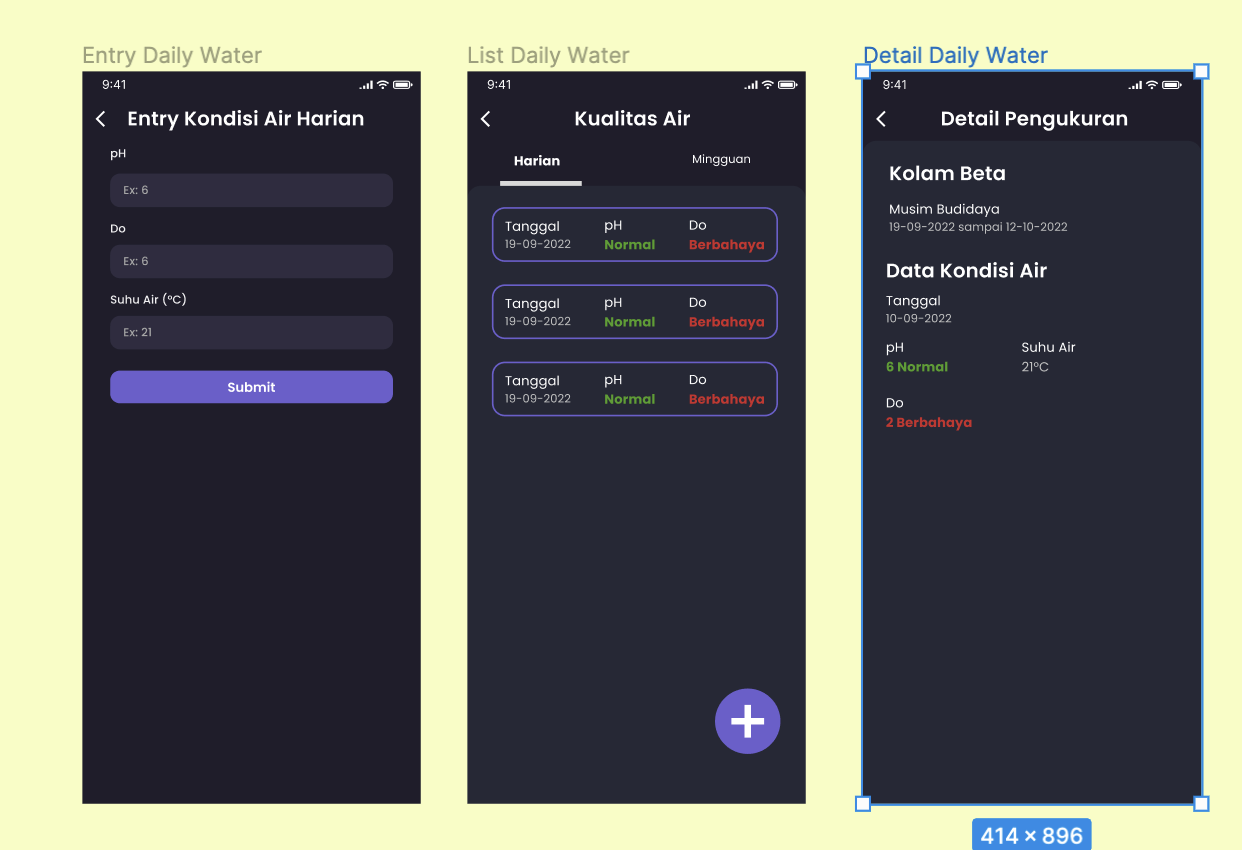 Entry Daily Water
9:41
Entry Kondisi Air Harian
pH
Ex: 6
Do
Ex: 6
Suhu Air (°C)
Ex: 21
Submit
List Daily Water
9:41
Kualitas Air
Harian
Mingguan
Tanggal pH Do
19-09-2022 Normal Berbahaya
Tanggal pH Do
19-09-2022 Normal Berbahaya
Tanggal pH Do
19-09-2022 Normal Berbahaya
Detail Daily Water
9:41
Detail Pengukuran
Kolam Beta
Musim Budidaya
19-09-2022 sampai 12-10-2022
Data Kondisi Air
Tanggal
10-09-2022
pH Suhu Air
6 Normal 21°C
Do
2 Berbahaya
414 × 896